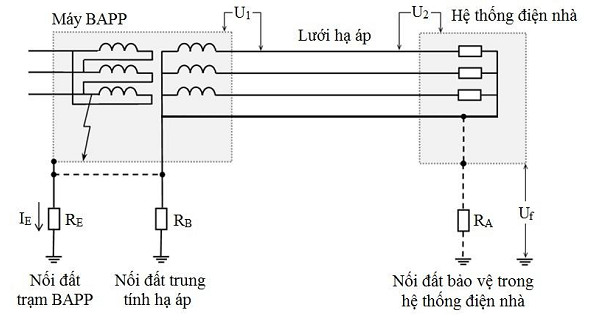 Máy BAPP
U1
U2
Hệ thống điện nhà
Lưới hạ áp
IE
RE
RB
RA
Uf
Nối đất
trạm BAPP
Nối đất trung
tính hạ áp
Nối đất bảo vệ trong
hệ thống điện nhà